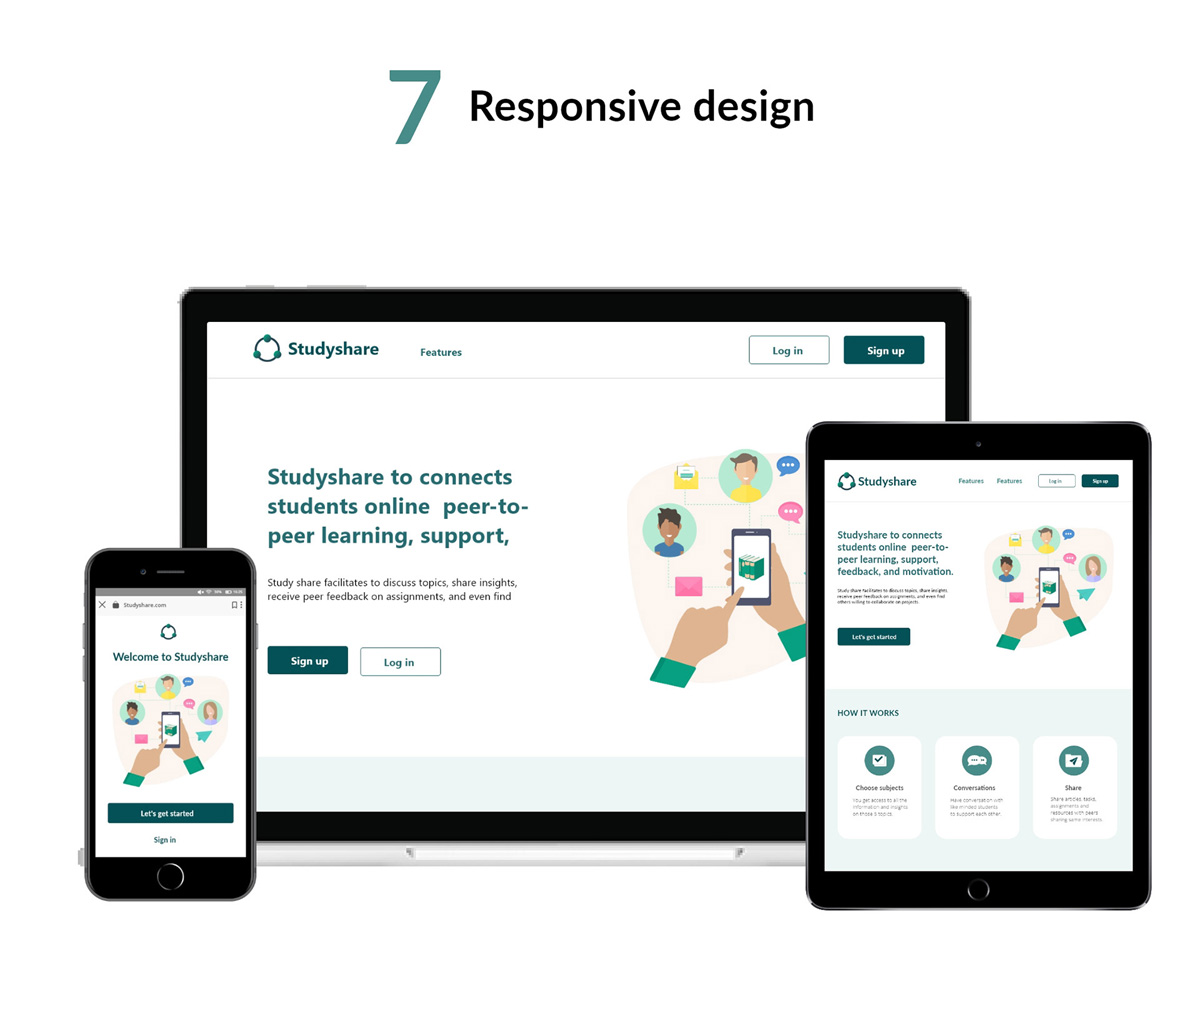 7 Responsive design
Studyshare
Features
Log in
Sign up
Studyshare to connects
students online peer-to-
peer learning, support,
Study share facilitates to discuss topics, share insights,
receive peer feedback on assignments, and even find
Sign up
Log in
Studyshare.com
Welcome to Studyshare
Let's get started
Sign in
Studyshare
Features
Features
Log in
Sign up
Studyshare to connects
students online peer-to-
peer learning, support,
feedback, and motivation.
Study share facilitates to discuss topics, share insights,
receive peer feedback on assignments, and even find
others willing to collaborate on projects.
Let's get started
HOW IT WORKS
Choose subjects
You get access to all the
information and insights
on those s topics.
Conversations
Make conversation with
like minded students
to support each other.
Share
Share articles, tasks,
assignments and
resources with peers
sharing same interests